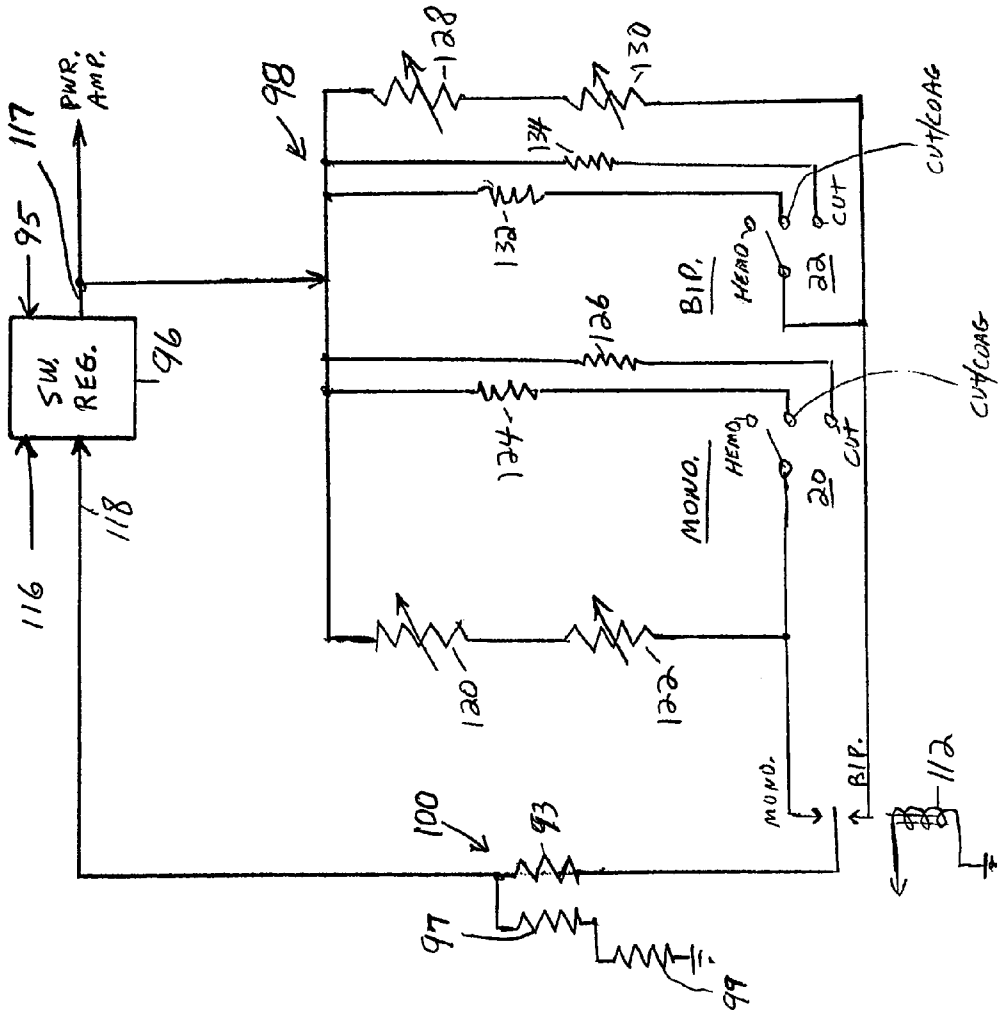 117
PWR.
AMP.
95
SW.
REG.
96
116
118
98
128
130
134
132
CUT/COAG
HEMO
CUT
BIP.
22
126
124
CUT/COAG
HEMO
CUT
MONO.
20
120
122
100
93
97
99
MONO.
BIP.
112